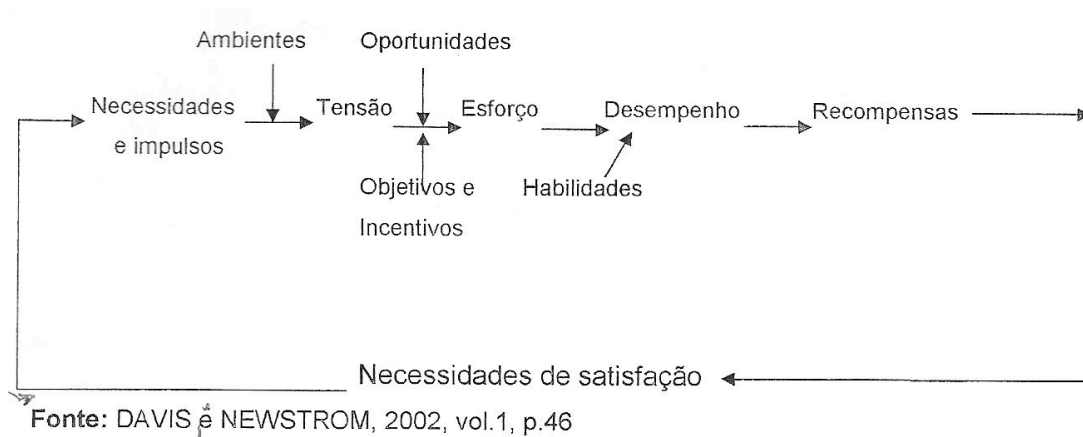 Ambientes Oportunidades
Necessidades e impulsos
Tensão
Esforço
Desempenho
Recompensas
Objetivos e
Incentivos
Habilidades
Necessidades de satisfação
Fonte: DAVIS e NEWSTROM, 2002, vol.1, p.46